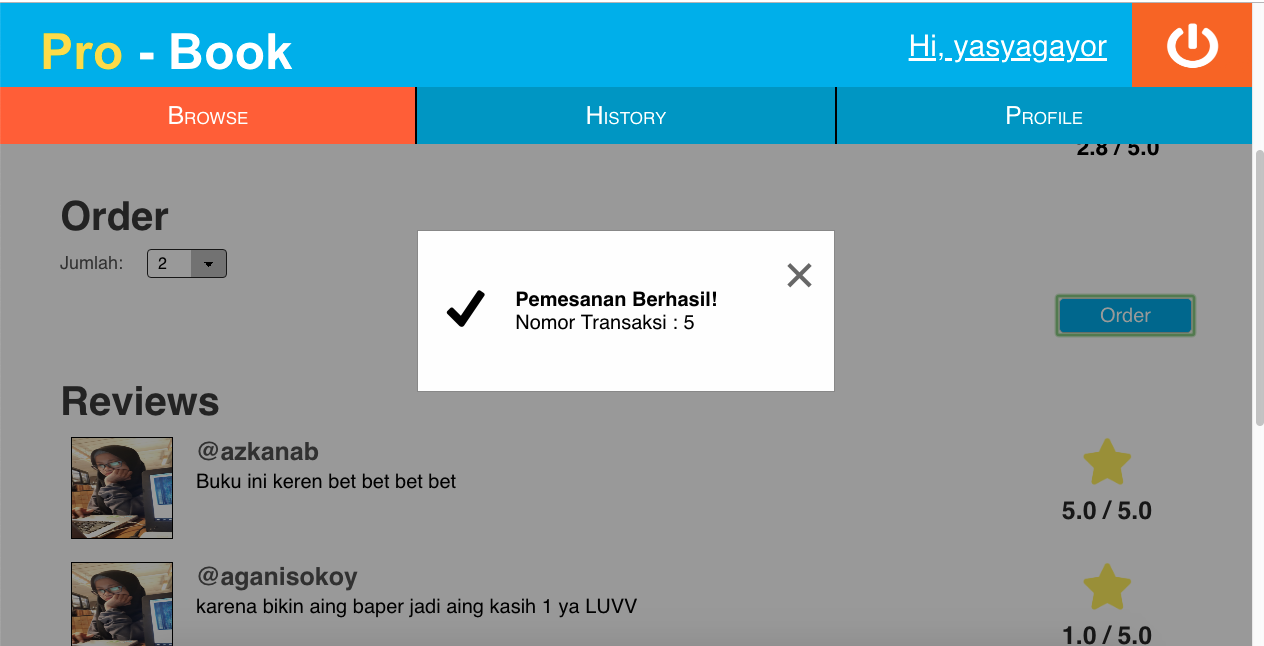 Pro - Book
Hi, yasyagayor
Browse
History
Profile
2.8 / 5.0
Order
Jumlah:
2
Order
Pemesanan Berhasil!
Nomor Transaksi : 5
Reviews
@azkanab
Buku ini keren bet bet bet bet
5.0 / 5.0
@aganisokoy
karena bikin aing baper jadi aing kasih 1 ya LUVV
1.0 / 5.0